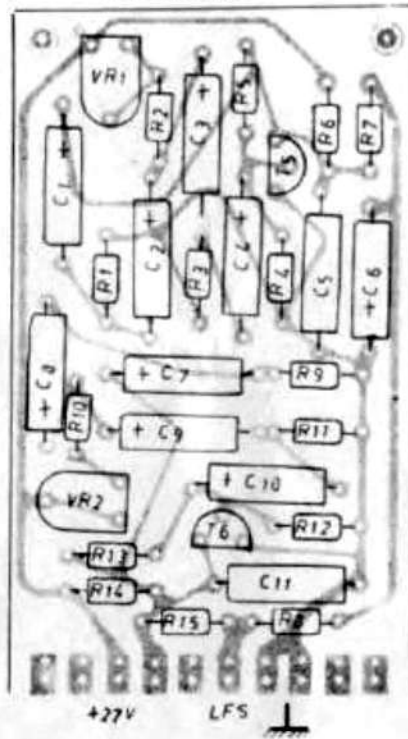 VR1
R2
C3 +
R5
R6
R7
T5
C1 +
C2 +
C4 +
R1
R3
R4
C5
+ C6
+ C8
+ C7
R9
R10
+ C9
R11
VR2
+ C10
T6
R12
R13
R14
C11
R15
R8
+27V
LFS